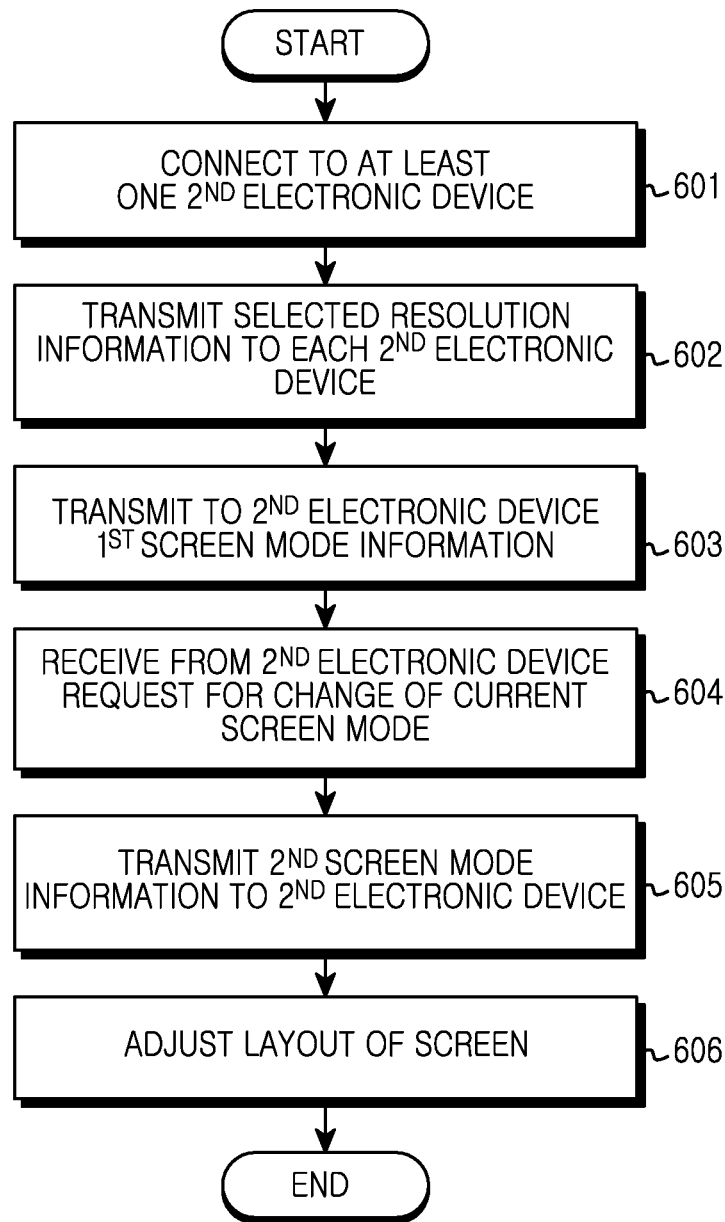 START
CONNECT TO AT LEAST
ONE 2ND ELECTRONIC DEVICE
601
TRANSMIT SELECTED RESOLUTION
INFORMATION TO EACH 2ND ELECTRONIC
DEVICE
602
TRANSMIT TO 2ND ELECTRONIC DEVICE
1ST SCREEN MODE INFORMATION
603
RECEIVE FROM 2ND ELECTRONIC DEVICE
REQUEST FOR CHANGE OF CURRENT
SCREEN MODE
604
TRANSMIT 2ND SCREEN MODE
INFORMATION TO 2ND ELECTRONIC DEVICE
605
ADJUST LAYOUT OF SCREEN
606
END